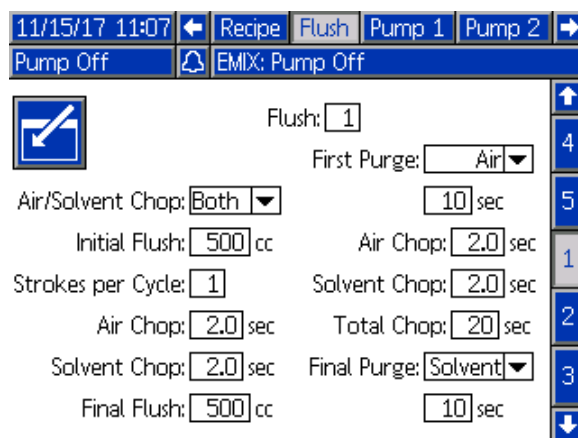 11/15/17 11:07 Recipe Flush Pump 1 Pump 2
Pump Off EMIX: Pump Off
Flush: 1
First Purge: Air
Air/Solvent Chop: Both 10 sec
Initial Flush: 500 cc Air Chop: 2.0 sec
Strokes per Cycle: 1 Solvent Chop: 2.0 sec
Air Chop: 2.0 sec Total Chop: 20 sec
Solvent Chop: 2.0 sec Final Purge: Solvent
Final Flush: 500 cc 10 sec
4
5
1
2
3